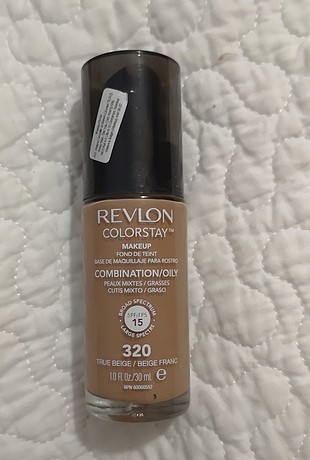 REVLON
COLORSTAY™
MAKEUP
FOND DE TEINT
BASE DE MAQUILLAJE PARA ROSTRO
COMBINATION/OILY
PEAUX MIXTES / GRASSES
CUTIS MIXTO / GRASO
BROAD SPECTRUM
SPF-FPS
15
LARGE SPECTRE
320
TRUE BEIGE / BEIGE FRANC
1.0 fl. Oz/30 mL ℮